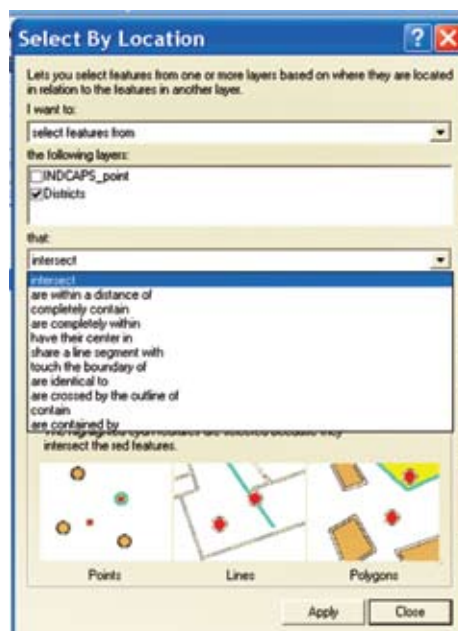 Select By Location
Lets you select features from one or more layers based on where they are located
in relation to the features in another layer.
I want to:
select features from
the following layers:
INDCAPS_point
Districts
that:
intersect
intersect
are within a distance of
completely contain
are completely within
have their center in
share a line segment with
touch the boundary of
are identical to
are crossed by the outline of
contain
are contained by
intersect the red features.
Points Lines Polygons
Apply Close